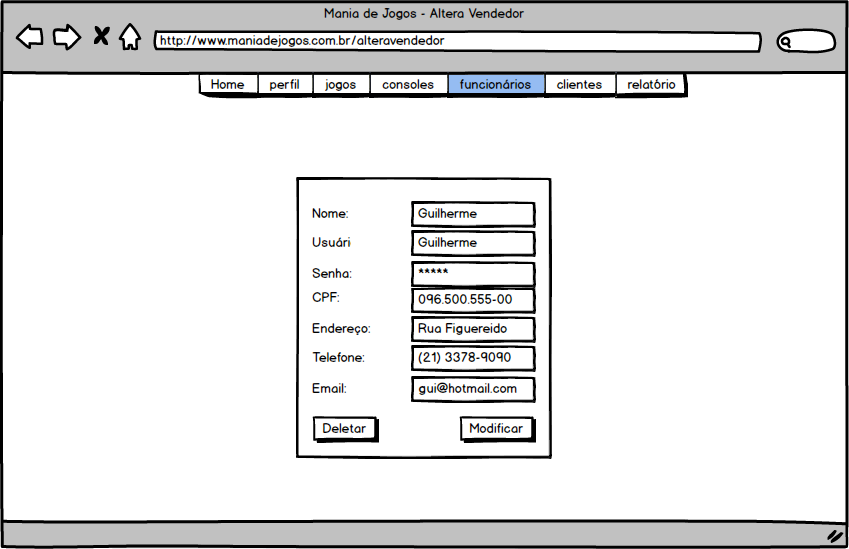 Mania de Jogos - Altera Vendedor
http://www.maniadejogos.com.br/alteravendedor
Home perfil jogos consoles funcionários clientes relatório
Nome: Guilherme
Usuári Guilherme
Senha: *****
CPF: 096.500.555-00
Endereço: Rua Figuereido
Telefone: (21) 3378-9090
Email: gui@hotmail.com
Deletar Modificar